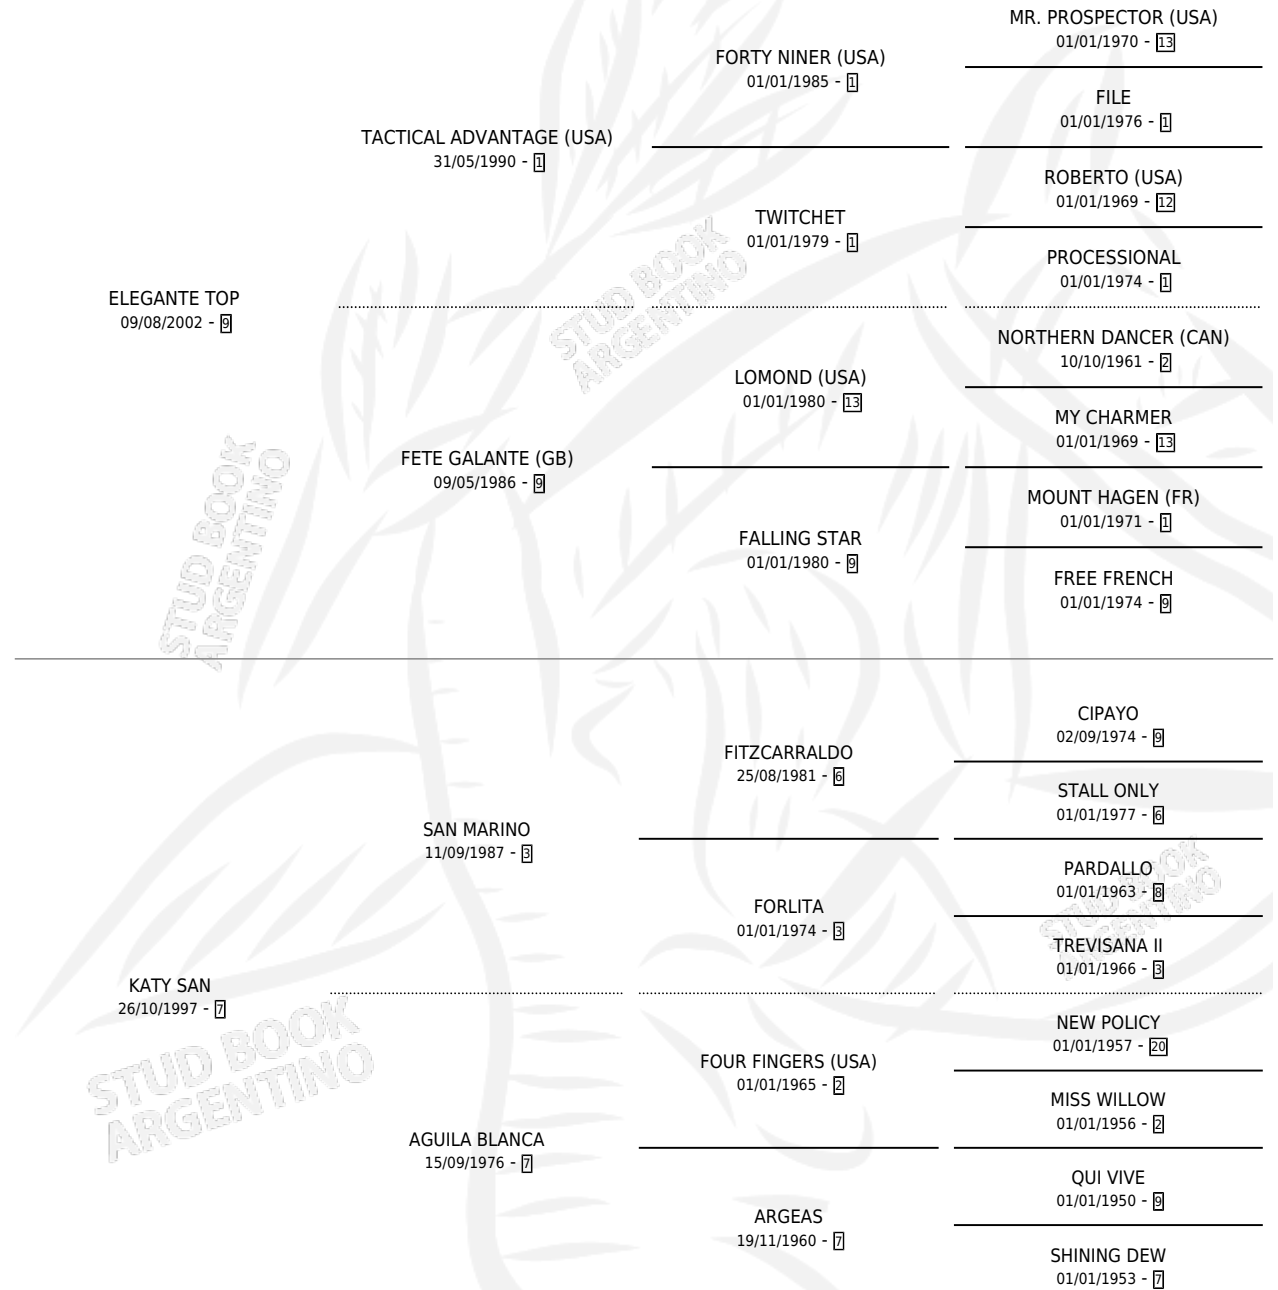 MR. PROSPECTOR (USA)
01/01/1970 - 13
FORTY NINER (USA)
01/01/1985 - 1
FILE
01/01/1976 - 1
TACTICAL ADVANTAGE (USA)
31/05/1990 - 1
ROBERTO (USA)
01/01/1969 - 12
TWITCHET
01/01/1979 - 1
PROCESSIONAL
01/01/1974 - 1
ELEGANTE TOP
09/08/2002 - 9
NORTHERN DANCER (CAN)
10/10/1961 - 2
LOMOND (USA)
01/01/1980 - 13
MY CHARMER
01/01/1969 - 13
FETE GALANTE (GB)
09/05/1986 - 9
MOUNT HAGEN (FR)
01/01/1971 - 1
FALLING STAR
01/01/1980 - 9
FREE FRENCH
01/01/1974 - 9
CIPAYO
02/09/1974 - 9
FITZCARRALDO
25/08/1981 - 6
STALL ONLY
01/01/1977 - 6
SAN MARINO
11/09/1987 - 3
PARDALLO
01/01/1963 - 8
FORLITA
01/01/1974 - 3
TREVISANA II
01/01/1966 - 3
KATY SAN
26/10/1997 - 7
NEW POLICY
01/01/1957 - 20
FOUR FINGERS (USA)
01/01/1965 - 2
MISS WILLOW
01/01/1956 - 2
AGUILA BLANCA
15/09/1976 - 7
QUI VIVE
01/01/1950 - 9
ARGEAS
19/11/1960 - 7
SHINING DEW
01/01/1953 - 7
STUD BOOK
ARGENTINO
STUD BOOK
ARGENTINO
STUD BOOK
ARGENTINO
STUD BOOK
ARGENTINO